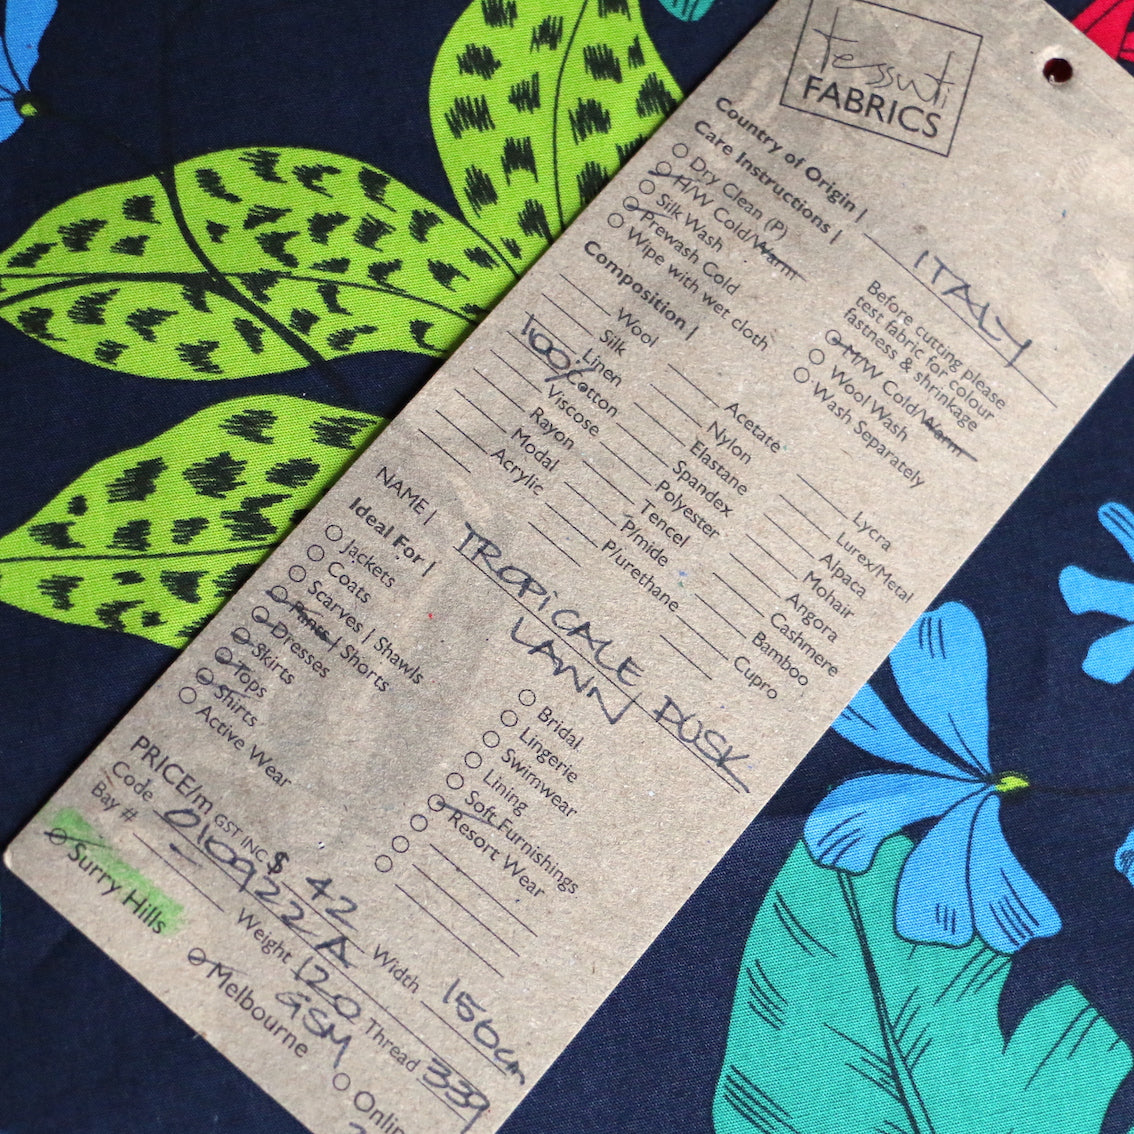 tessuti
FABRICS
Country of Origin | ITALY
Care Instructions |
Dry Clean (P)
H/W Cold/Warm
Silk Wash
Prewash Cold
Wipe with wet cloth
Before cutting please
test fabric for colour
fastness & shrinkage
M/W Cold/Warm
Wool Wash
Wash Separately
Composition |
Wool
Silk
Linen
100% Cotton
Viscose
Rayon
Modal
Acrylic
Acetate
Nylon
Elastane
Spandex
Polyester
Tencel
P/mide
P/urethane
Lycra
Lurex/Metal
Alpaca
Mohair
Angora
Cashmere
Bamboo
Cupro
NAME | TROPICALE DUSK
LAWN
Ideal For |
Jackets
Coats
Scarves | Shawls
Pants | Shorts
Dresses
Skirts
Tops
Shirts
Active Wear
Bridal
Lingerie
Swimwear
Lining
Soft Furnishings
Resort Wear
PRICE/m GST INC $ 42 Width 150cm
Code 010922A Weight 120 GSM Thread 339
Bay # –
Surry Hills
Melbourne